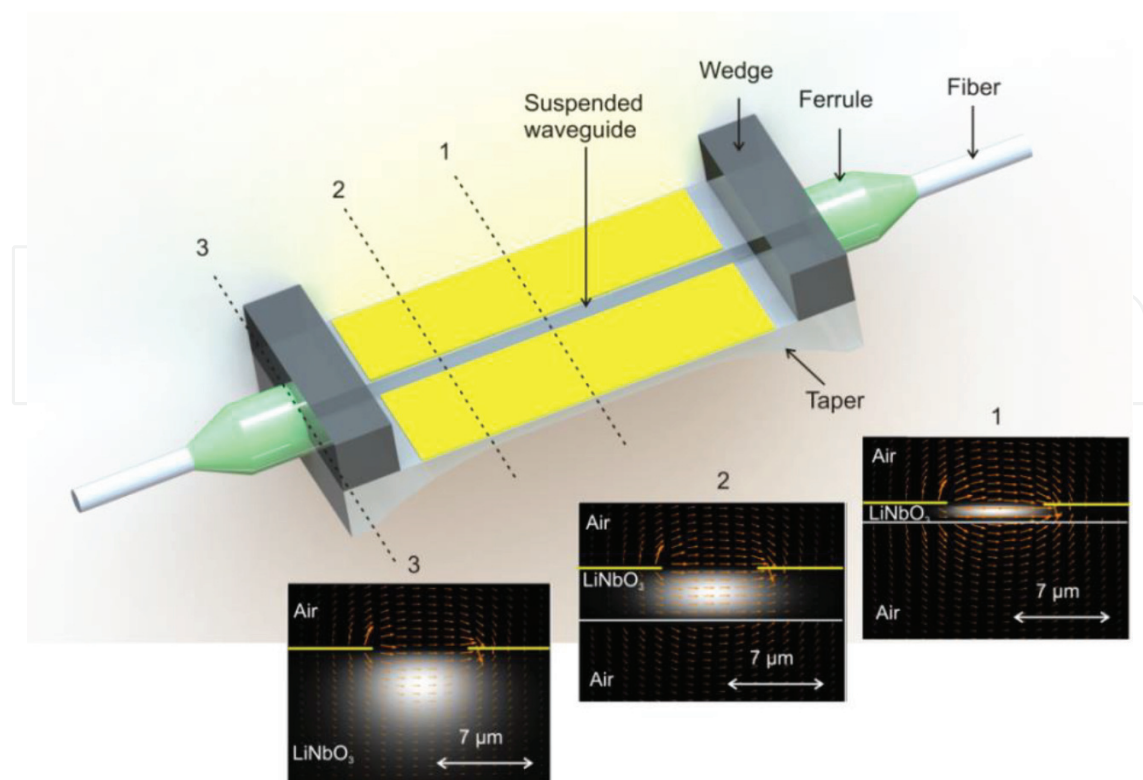 Wedge
Ferrule
Fiber
Suspended
waveguide
1
2
3
Taper
1
Air
LiNbO₃
7 µm
Air
2
Air
LiNbO₃
7 µm
Air
3
Air
7 µm
LiNbO₃